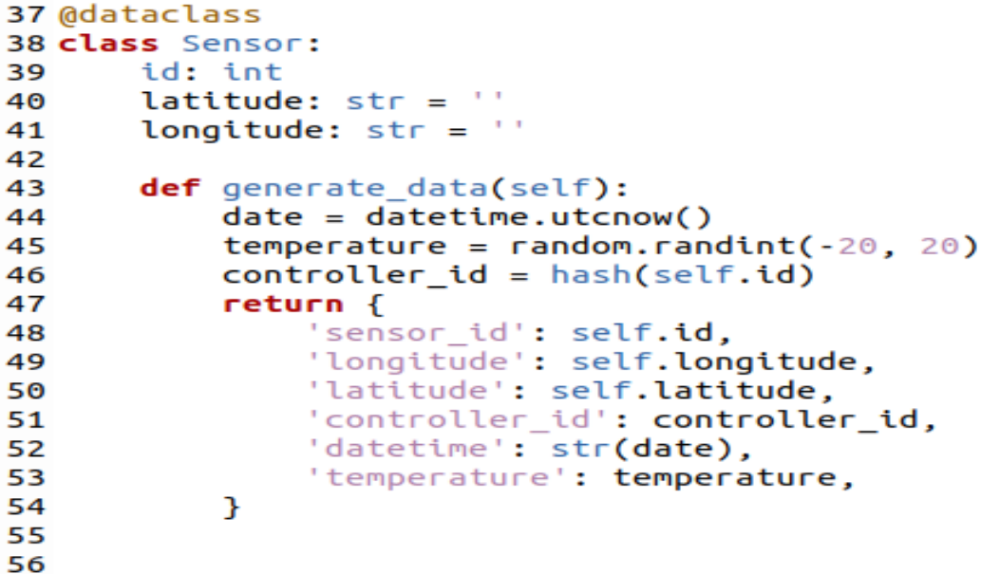 37 @dataclass
38 class Sensor:
39     id: int
40     latitude: str = ''
41     longitude: str = ''
42
43     def generate_data(self):
44         date = datetime.utcnow()
45         temperature = random.randint(-20, 20)
46         controller_id = hash(self.id)
47         return {
48             'sensor_id': self.id,
49             'longitude': self.longitude,
50             'latitude': self.latitude,
51             'controller_id': controller_id,
52             'datetime': str(date),
53             'temperature': temperature,
54         }
55
56